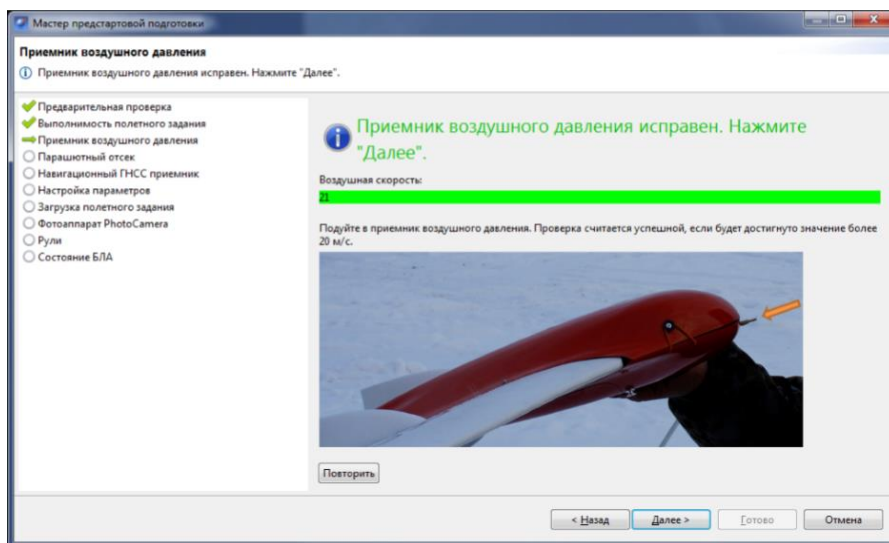 Мастер предстартовой подготовки
Приемник воздушного давления
Приемник воздушного давления исправен. Нажмите "Далее".
Предварительная проверка
Выполнимость полетного задания
Приемник воздушного давления
Парашютный отсек
Навигационный ГНСС приемник
Настройка параметров
Загрузка полетного задания
Фотоаппарат PhotoCamera
Рули
Состояние БЛА
Приемник воздушного давления исправен. Нажмите
"Далее".
Воздушная скорость:
21
Подуйте в приемник воздушного давления. Проверка считается успешной, если будет достигнуто значение более
20 м/с.
Повторить
< Назад
Далее >
Готово
Отмена